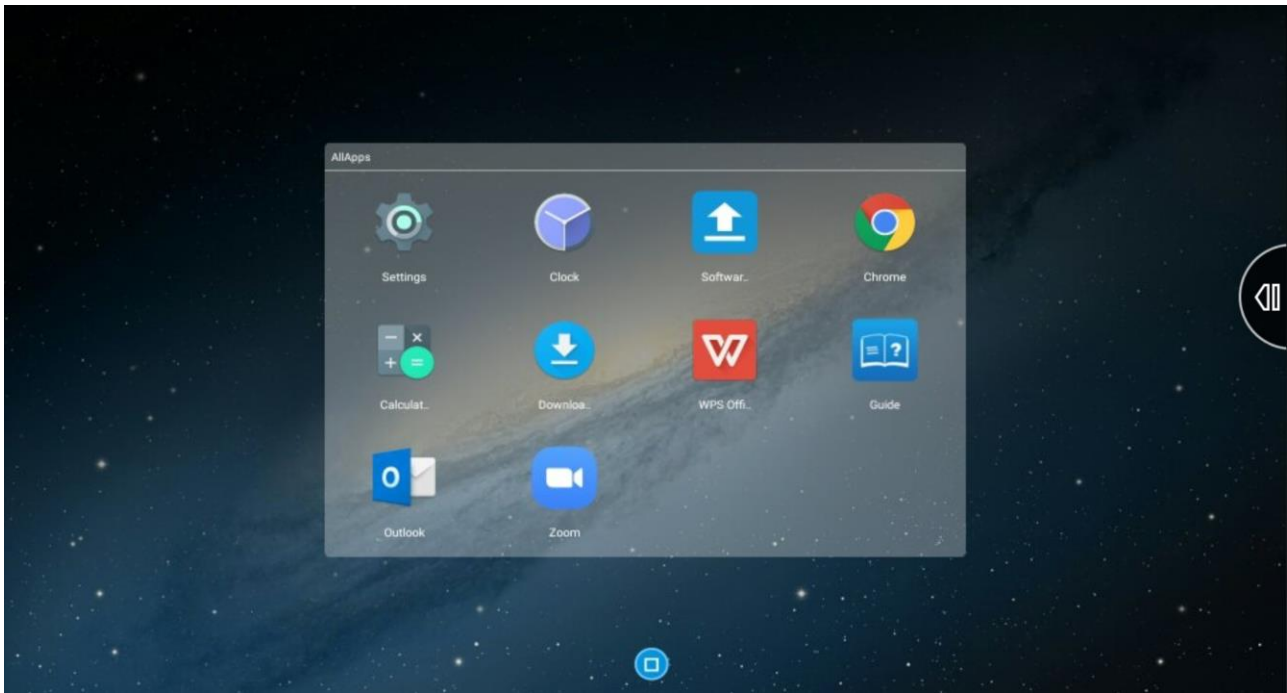 AllApps
Settings
Clock
Softwar..
Chrome
Calculat..
Downloa..
WPS Offi..
Guide
Outlook
Zoom